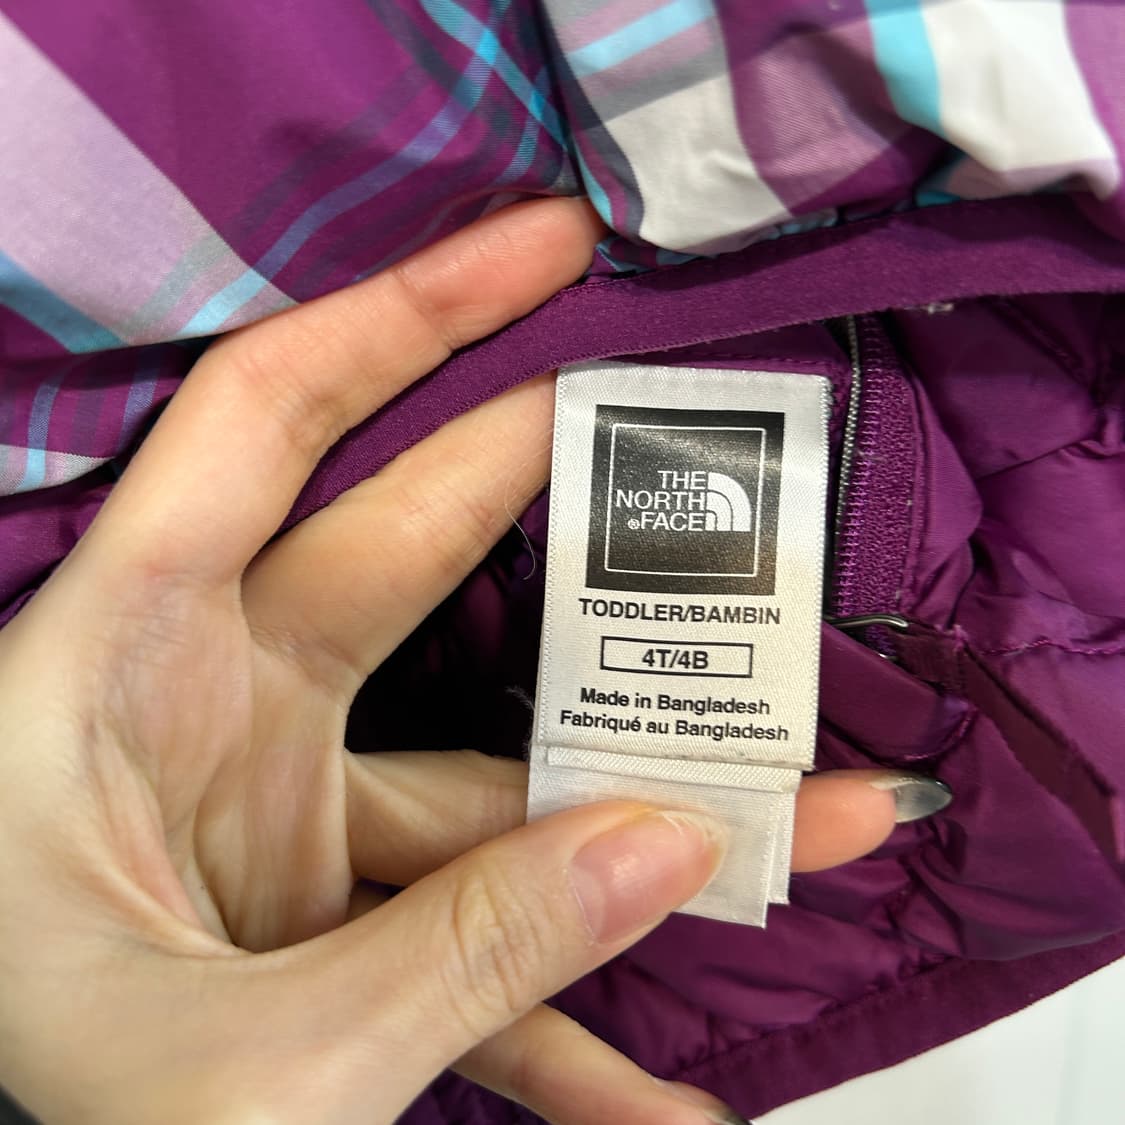 THE
NORTH
®FACE
TODDLER/BAMBIN
4T/4B
Made in Bangladesh
Fabriqué au Bangladesh